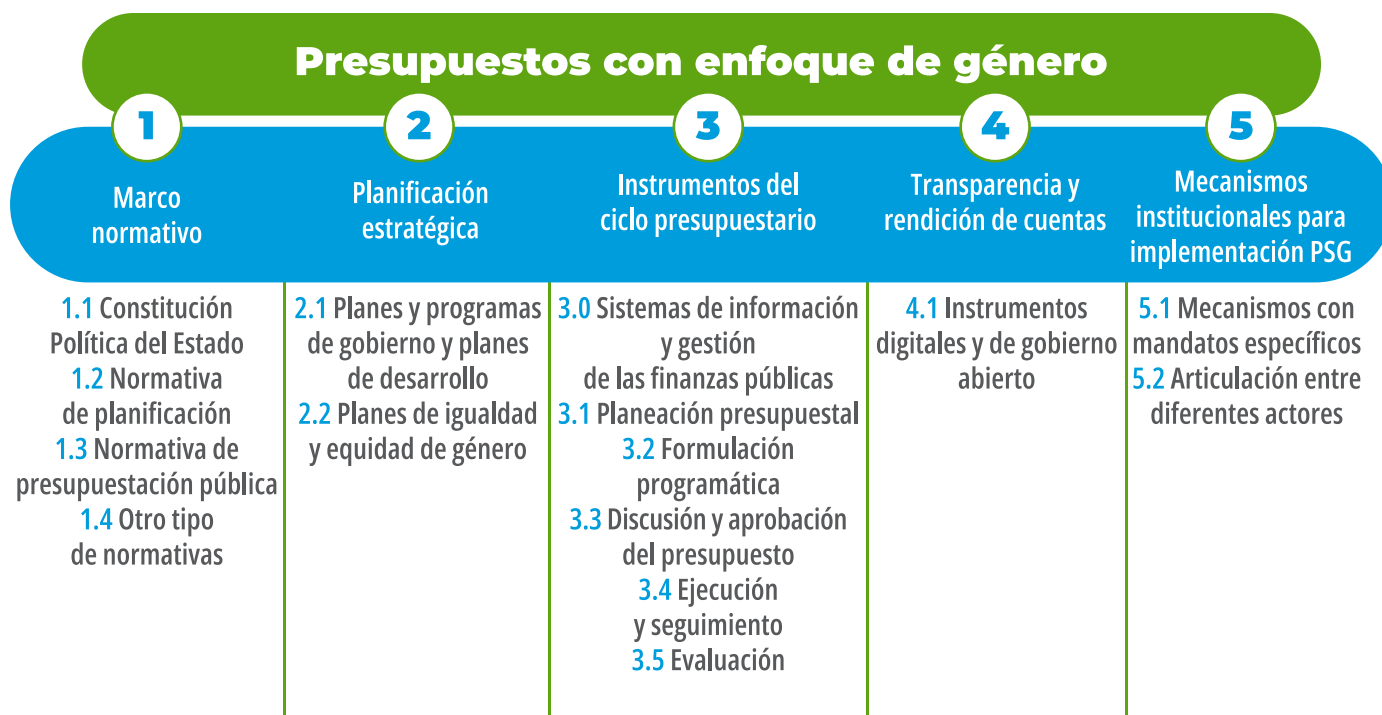 Presupuestos con enfoque de género
1
Marco
normativo
1.1 Constitución
Política del Estado
1.2 Normativa
de planificación
1.3 Normativa de
presupuestación pública
1.4 Otro tipo
de normativas
2
Planificación
estratégica
2.1 Planes y programas
de gobierno y planes
de desarrollo
2.2 Planes de igualdad
y equidad de género
3
Instrumentos del
ciclo presupuestario
3.0 Sistemas de información
y gestión
de las finanzas públicas
3.1 Planeación presupuestal
3.2 Formulación
programática
3.3 Discusión y aprobación
del presupuesto
3.4 Ejecución
y seguimiento
3.5 Evaluación
4
Transparencia y
rendición de cuentas
4.1 Instrumentos
digitales y de gobierno
abierto
5
Mecanismos
institucionales para
implementación PSG
5.1 Mecanismos con
mandatos específicos
5.2 Articulación entre
diferentes actores